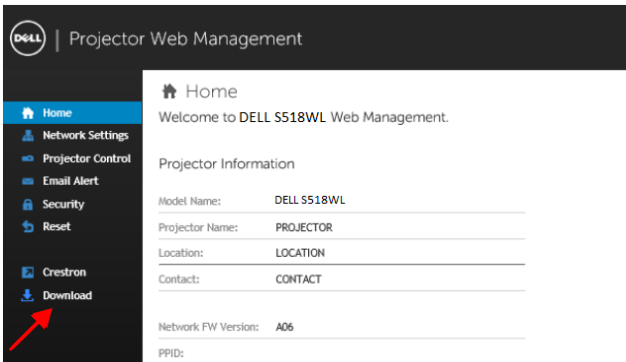 DELL | Projector Web Management
Home
Welcome to DELL S518WL Web Management.
Home
Network Settings
Projector Control
Email Alert
Security
Reset
Crestron
Download
Projector Information
Model Name: DELL S518WL
Projector Name: PROJECTOR
Location: LOCATION
Contact: CONTACT
Network FW Version: A06
PPID: